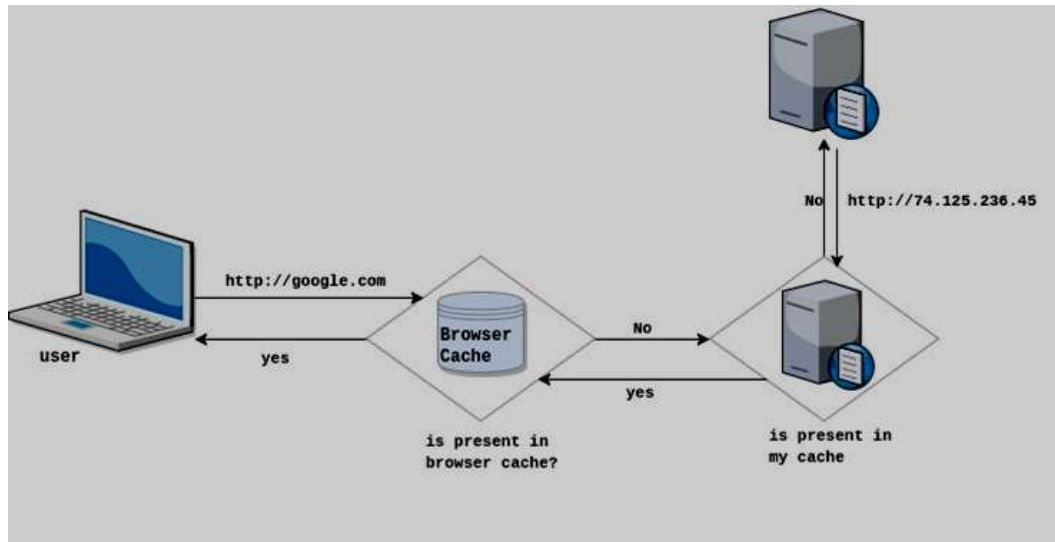 No
http://74.125.236.45
http://google.com
Browser
Cache
No
user
yes
yes
is present in
browser cache?
is present in
my cache